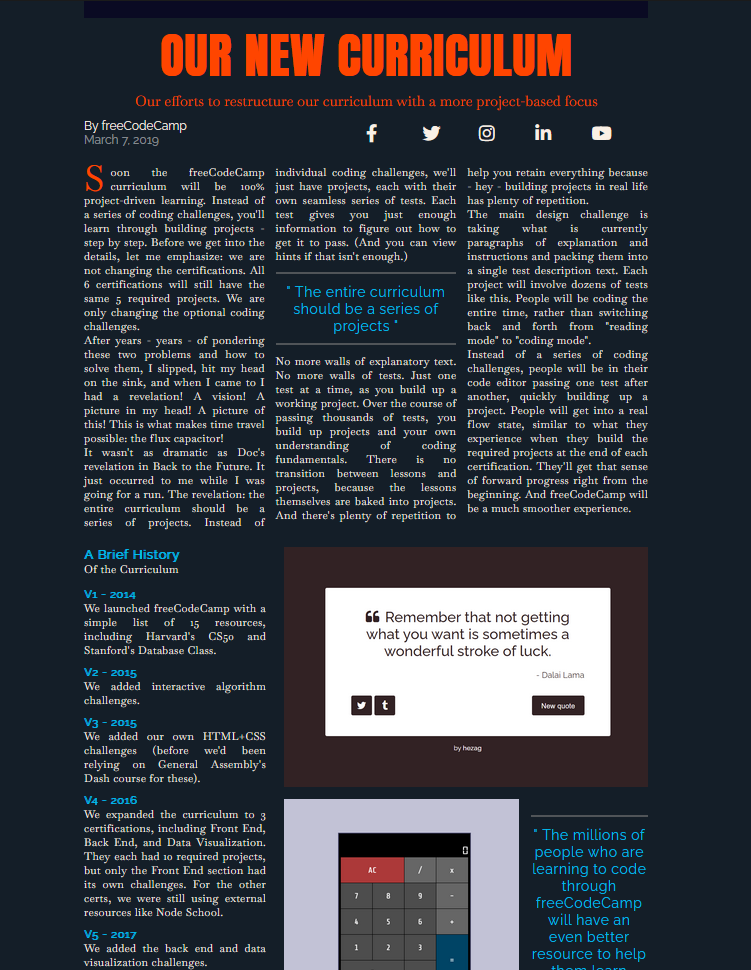 OUR NEW CURRICULUM
Our efforts to restructure our curriculum with a more project-based focus
By freeCodeCamp
March 7, 2019
Soon the freeCodeCamp
curriculum will be 100%
project-driven learning. Instead of
a series of coding challenges, you'll
learn through building projects -
step by step. Before we get into the
details, let me emphasize: we are
not changing the certifications. All
6 certifications will still have the
same 5 required projects. We are
only changing the optional coding
challenges.
After years - years - of pondering
these two problems and how to
solve them, I slipped, hit my head
on the sink, and when I came to I
had a revelation! A vision! A
picture in my head! A picture of
this! This is what makes time travel
possible: the flux capacitor!
It wasn't as dramatic as Doc's
revelation in Back to the Future. It
just occurred to me while I was
going for a run. The revelation: the
entire curriculum should be a
series of projects. Instead of
individual coding challenges, we'll
just have projects, each with their
own seamless series of tests. Each
test gives you just enough
information to figure out how to
get it to pass. (And you can view
hints if that isn't enough.)
" The entire curriculum
should be a series of
projects "
No more walls of explanatory text.
No more walls of tests. Just one
test at a time, as you build up a
working project. Over the course of
passing thousands of tests, you
build up projects and your own
understanding of coding
fundamentals. There is no
transition between lessons and
projects, because the lessons
themselves are baked into projects.
And there's plenty of repetition to
help you retain everything because
- hey - building projects in real life
has plenty of repetition.
The main design challenge is
taking what is currently
paragraphs of explanation and
instructions and packing them into
a single test description text. Each
project will involve dozens of tests
like this. People will be coding the
entire time, rather than switching
back and forth from "reading
mode" to "coding mode".
Instead of a series of coding
challenges, people will be in their
code editor passing one test after
another, quickly building up a
project. People will get into a real
flow state, similar to what they
experience when they build the
required projects at the end of each
certification. They'll get that sense
of forward progress right from the
beginning. And freeCodeCamp will
be a much smoother experience.
A Brief History
Of the Curriculum
V1 - 2014
We launched freeCodeCamp with a
simple list of 15 resources,
including Harvard's CS50 and
Stanford's Database Class.
V2 - 2015
We added interactive algorithm
challenges.
V3 - 2015
We added our own HTML+CSS
challenges (before we'd been
relying on General Assembly's
Dash course for these).
V4 - 2016
We expanded the curriculum to 3
certifications, including Front End,
Back End, and Data Visualization.
They each had 10 required projects,
but only the Front End section had
its own challenges. For the other
certs, we were still using external
resources like Node School.
V5 - 2017
We added the back end and data
visualization challenges.
“ Remember that not getting
what you want is sometimes a
wonderful stroke of luck.
- Dalai Lama
New quote
by hezag
0
AC / x
7 8 9 -
4 5 6 +
1 2 3 =
" The millions of
people who are
learning to code
through
freeCodeCamp
will have an
even better
resource to help
them learn